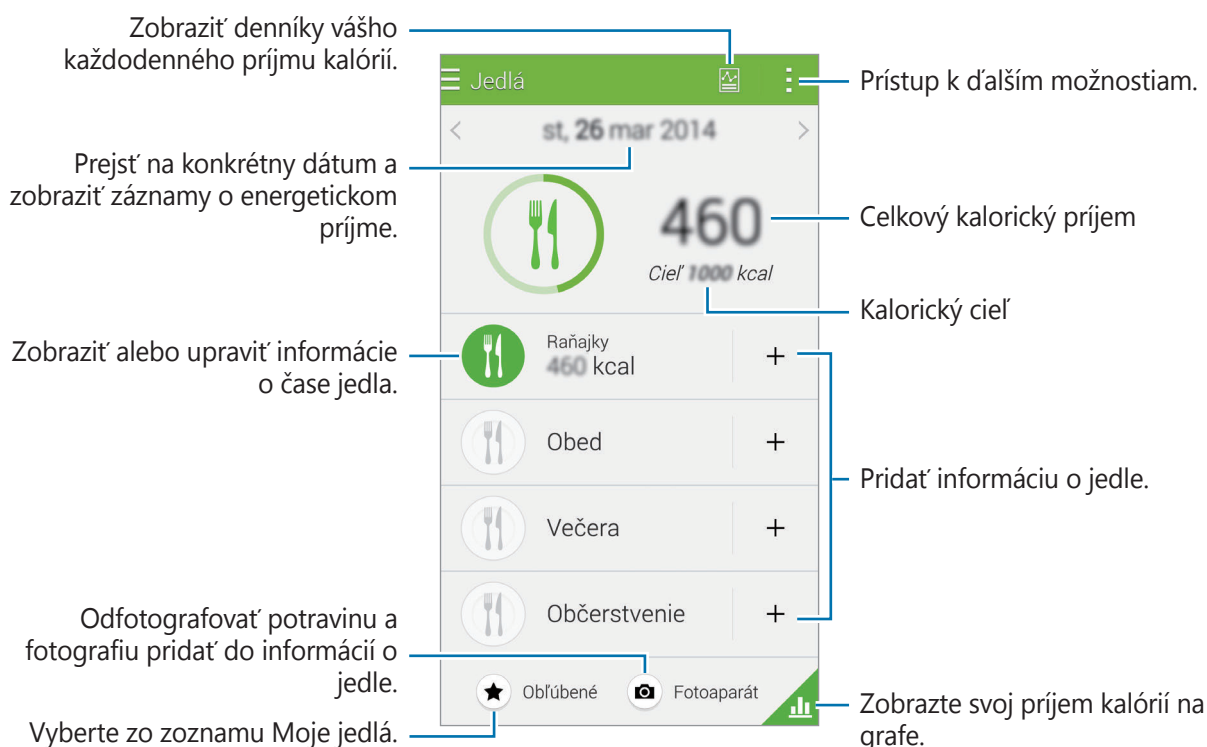 Zobraziť denníky vášho
každodenného príjmu kalórií.
Jedlá
Prístup k ďalším možnostiam.
st, 26 mar 2014
Prejsť na konkrétny dátum a
zobraziť záznamy o energetickom
príjme.
460
Celkový kalorický príjem
Cieľ 1000 kcal
Kalorický cieľ
Zobraziť alebo upraviť informácie
o čase jedla.
Raňajky
460 kcal
Obed
Pridať informáciu o jedle.
Večera
Občerstvenie
Odfotografovať potravinu a
fotografiu pridať do informácií o
jedle.
Obľúbené
Fotoaparát
Vyberte zo zoznamu Moje jedlá.
Zobrazte svoj príjem kalórií na
grafe.